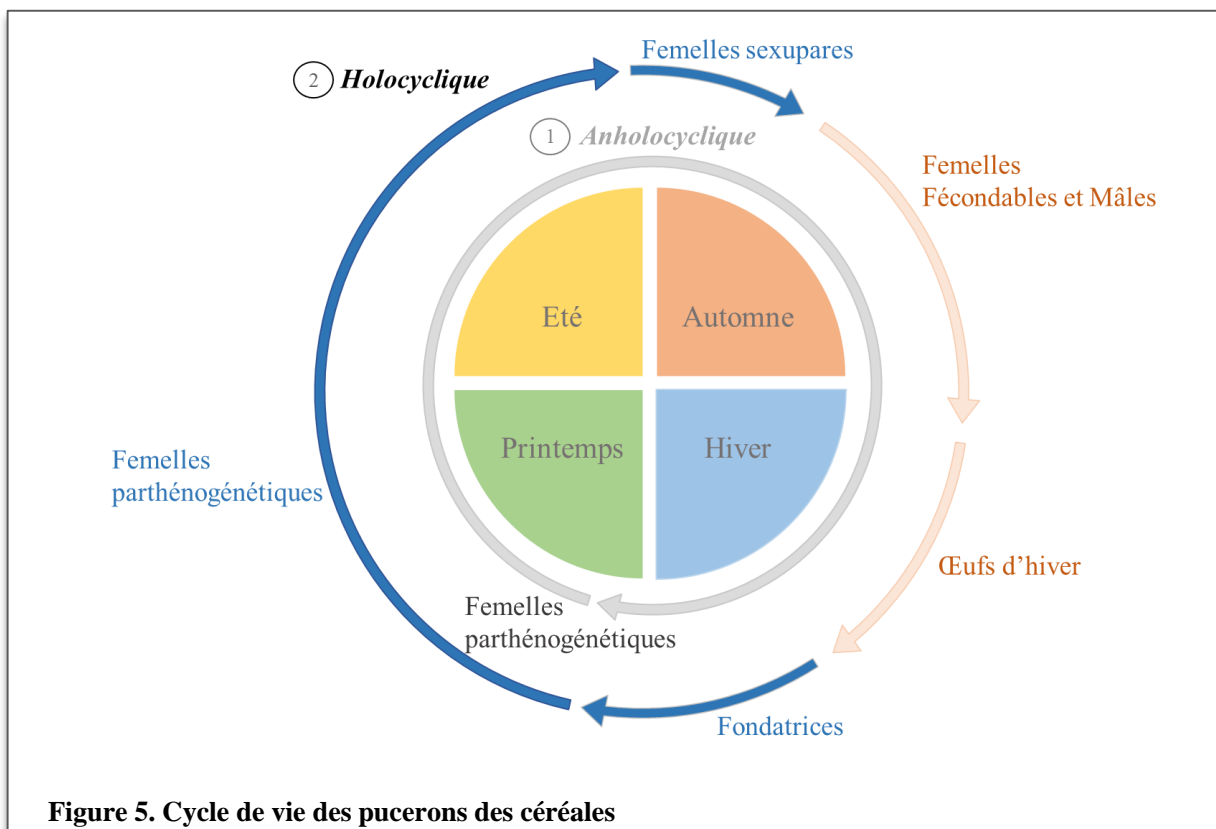 Femelles sexupares
2 Holocyclique
1 Anholocyclique
Femelles
Fécondables et Mâles
Eté
Automne
Printemps
Hiver
Femelles
parthénogénétiques
Œufs d’hiver
Femelles
parthénogénétiques
Fondatrices
Figure 5. Cycle de vie des pucerons des céréales